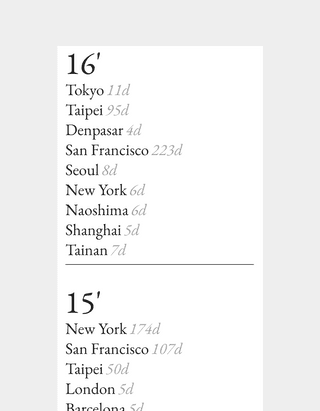 16'
Tokyo 11d
Taipei 95d
Denpasar 4d
San Francisco 223d
Seoul 8d
New York 6d
Naoshima 6d
Shanghai 5d
Tainan 7d
15'
New York 174d
San Francisco 107d
Taipei 50d
London 5d
Barcelona 5d